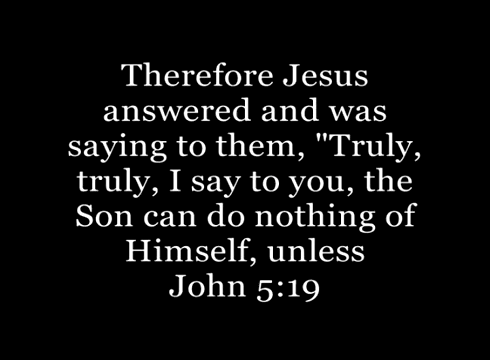 Therefore Jesus
answered and was
saying to them, "Truly,
truly, I say to you, the
Son can do nothing of
Himself, unless
John 5:19